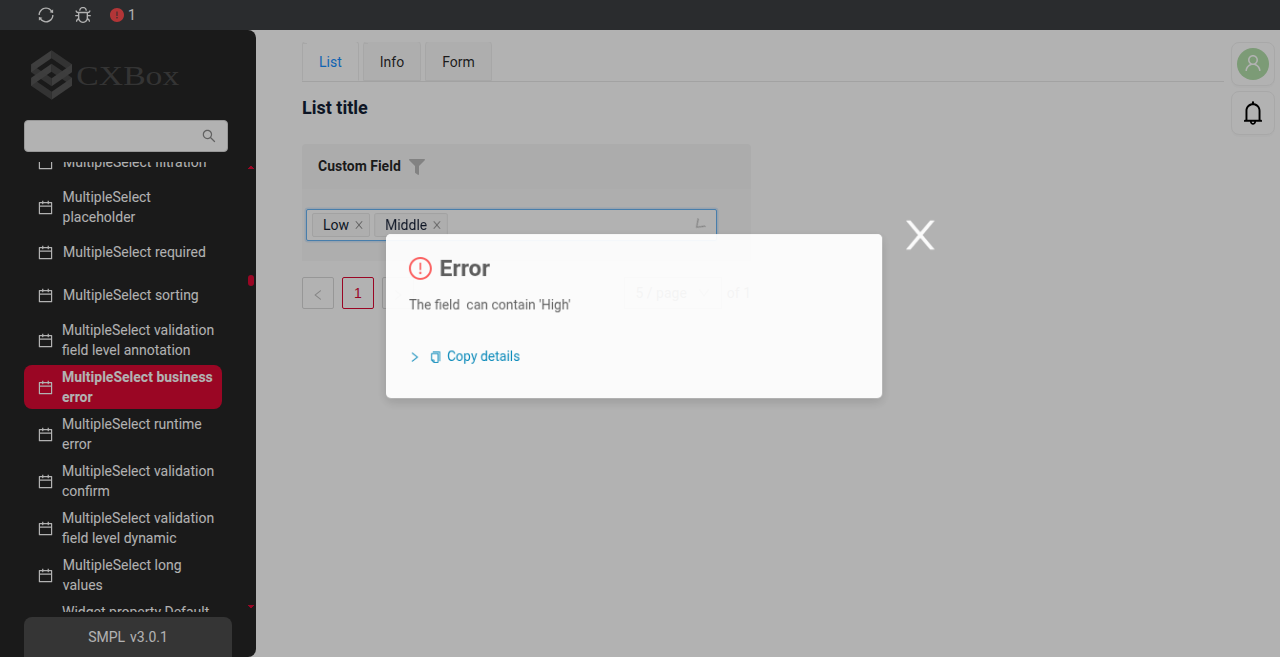 1
CXBox
List
Info
Form
List title
Custom Field
Low
Middle
MultipleSelect filtration
MultipleSelect
placeholder
MultipleSelect required
MultipleSelect sorting
MultipleSelect validation
field level annotation
MultipleSelect business
error
MultipleSelect runtime
error
MultipleSelect validation
confirm
MultipleSelect validation
field level dynamic
MultipleSelect long
values
Widget property Default
SMPL v3.0.1
< 1
5 / page
of 1
Error
The field  can contain 'High'
Copy details